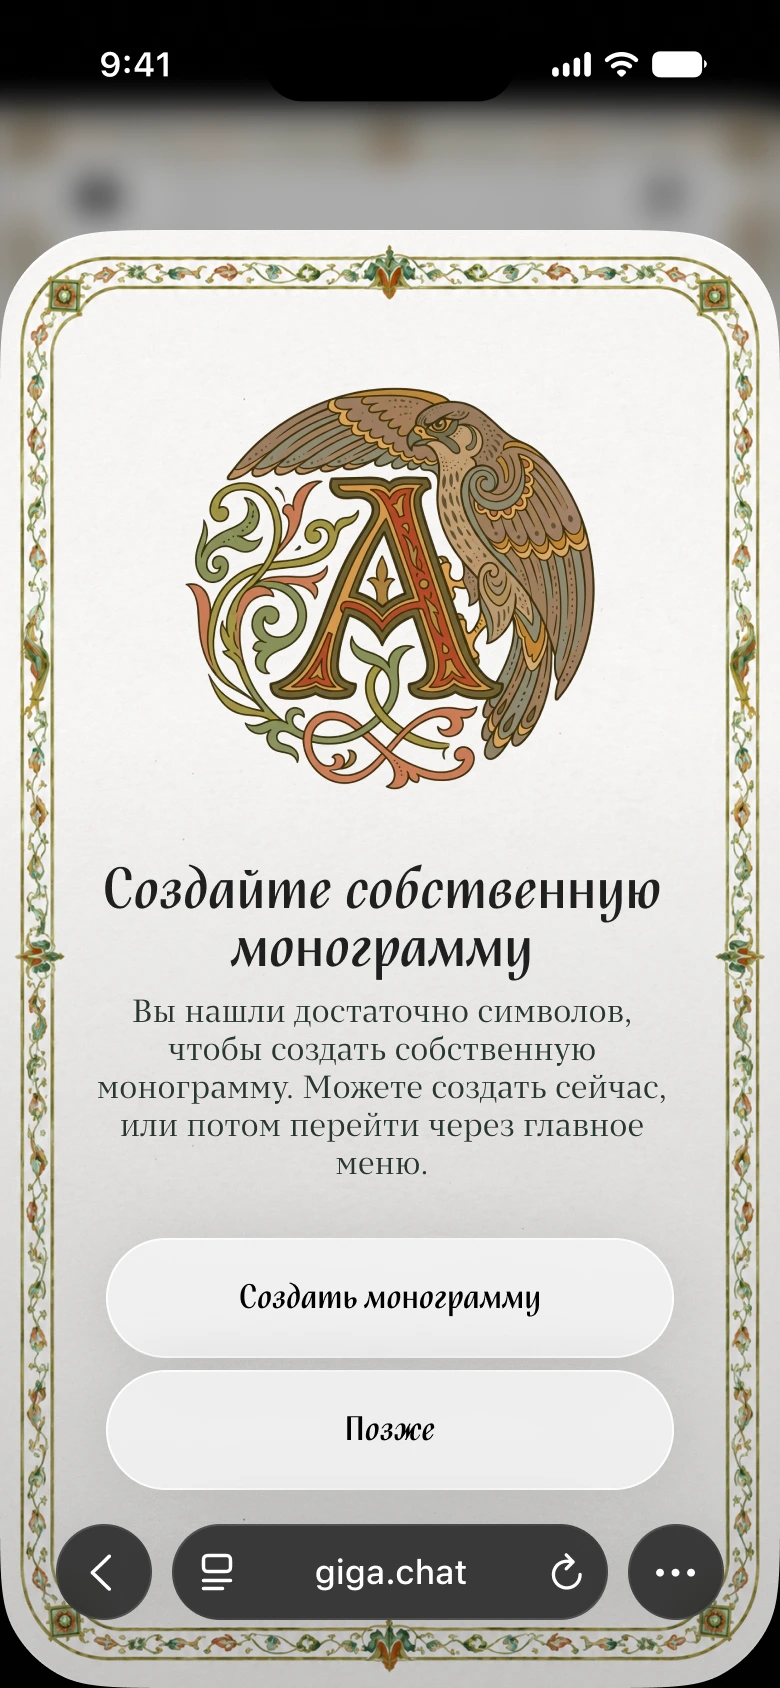 9:41
А
Создайте собственную
монограмму
Вы нашли достаточно символов,
чтобы создать собственную
монограмму. Можете создать сейчас,
или потом перейти через главное
меню.
Создать монограмму
Позже
giga.chat